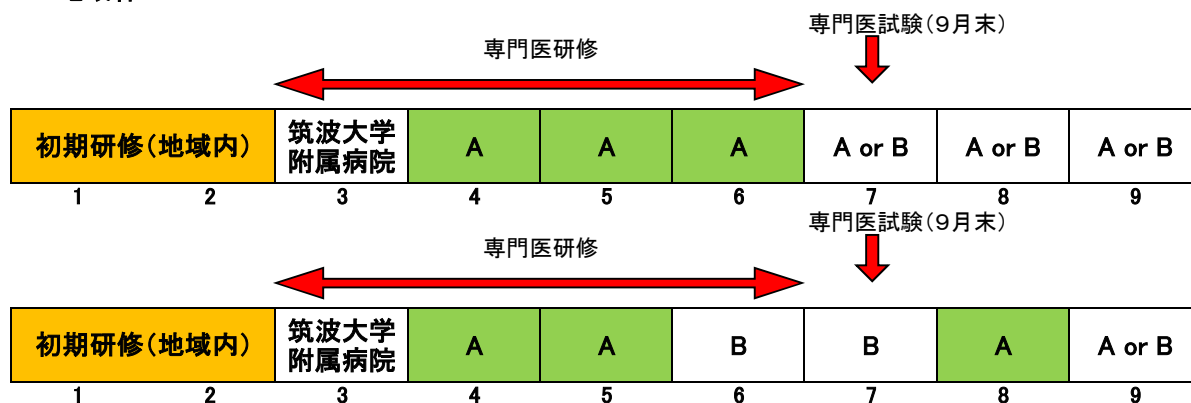 専門医試験(9月末)
専門医研修
初期研修(地域内)
筑波大学
附属病院
A
A
A
A or B
A or B
A or B
1
2
3
4
5
6
7
8
9
専門医試験(9月末)
専門医研修
初期研修(地域内)
筑波大学
附属病院
A
A
B
B
A
A or B
1
2
3
4
5
6
7
8
9